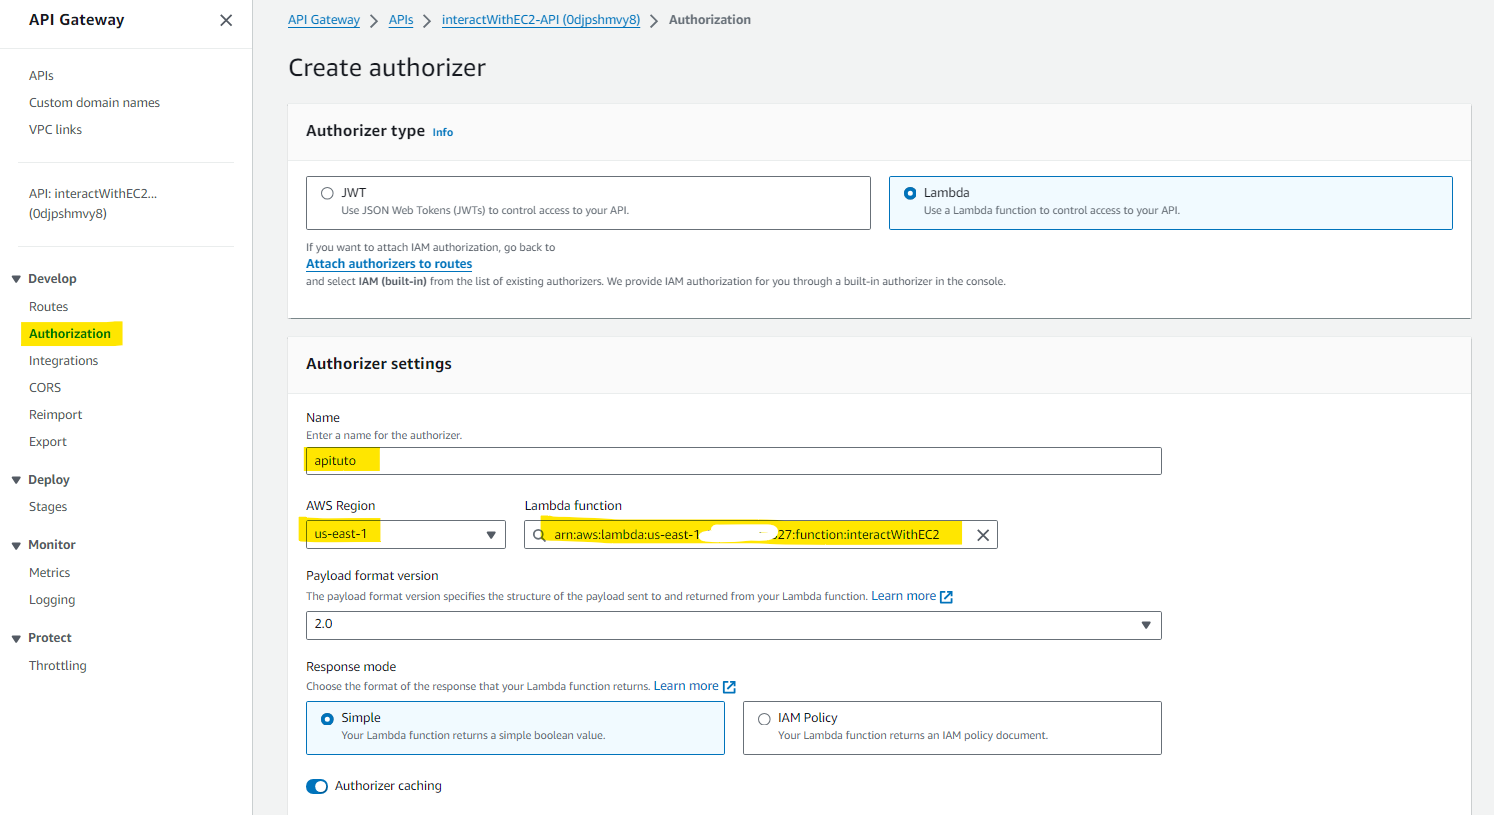 API Gateway
APIs
Custom domain names
VPC links
API: interactWithEC2...
(0djpshmvy8)
Develop
Routes
Authorization
Integrations
CORS
Reimport
Export
Deploy
Stages
Monitor
Metrics
Logging
Protect
Throttling
API Gateway > APIs > interactWithEC2-API (0djpshmvy8) > Authorization
Create authorizer
Authorizer type Info
JWT
Use JSON Web Tokens (JWTs) to control access to your API.
Lambda
Use a Lambda function to control access to your API.
If you want to attach IAM authorization, go back to
Attach authorizers to routes
and select IAM (built-in) from the list of existing authorizers. We provide IAM authorization for you through a built-in authorizer in the console.
Authorizer settings
Name
Enter a name for the authorizer.
apituto
AWS Region
us-east-1
Lambda function
arn:aws:lambda:us-east-1 27:function:interactWithEC2
Payload format version
The payload format version specifies the structure of the payload sent to and returned from your Lambda function. Learn more
2.0
Response mode
Choose the format of the response that your Lambda function returns. Learn more
Simple
Your Lambda function returns a simple boolean value.
IAM Policy
Your Lambda function returns an IAM policy document.
Authorizer caching